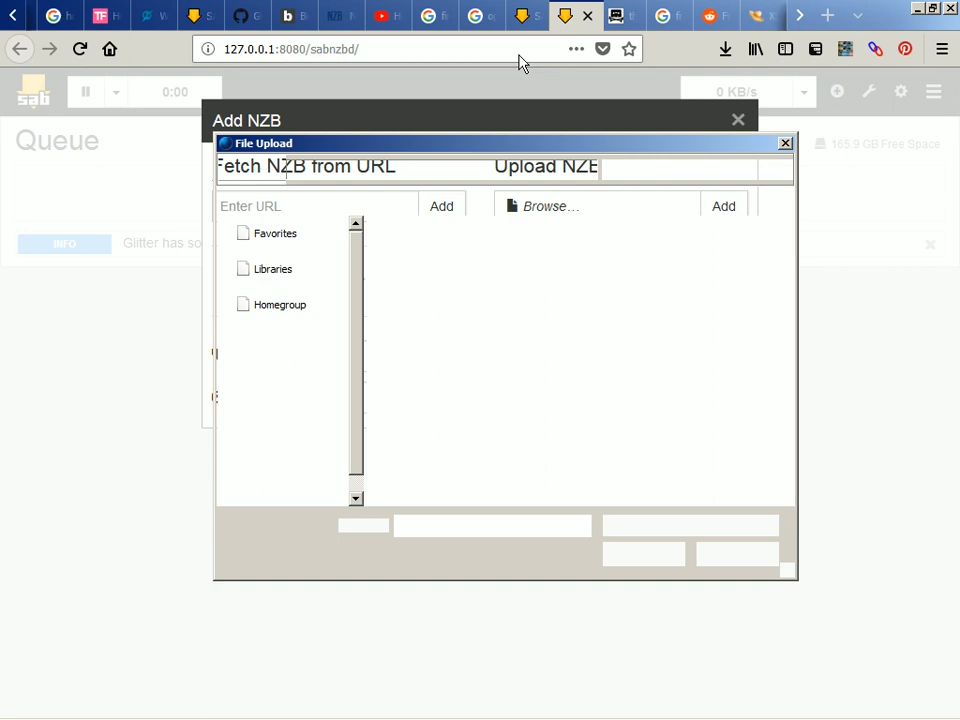 127.0.0.1:8080/sabnzbd/
sab
0:00
0 KB/s
Add NZB
Queue
165.9 GB Free Space
File Upload
Fetch NZB from URL
Upload NZB
Enter URL
Add
Browse...
Add
INFO
Glitter has so
Favorites
Libraries
Homegroup